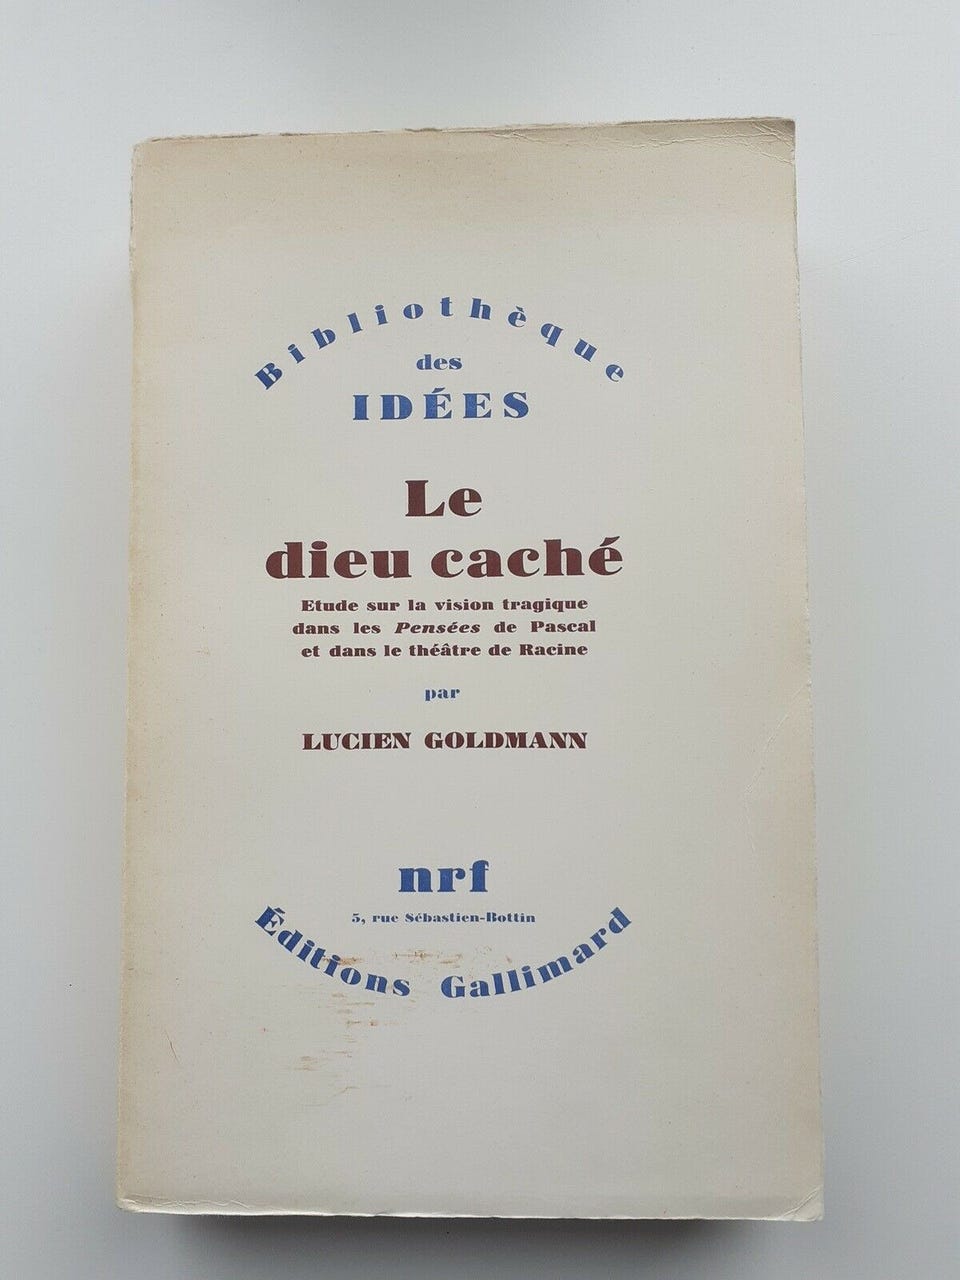 Bibliothèque
des
IDÉES
Le
dieu caché
Etude sur la vision tragique
dans les Pensées de Pascal
et dans le théâtre de Racine
par
LUCIEN GOLDMANN
nrf
5, rue Sébastien-Bottin
Éditions Gallimard